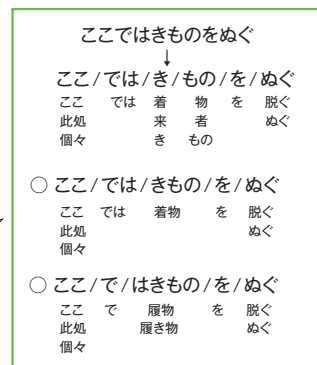 ここではきものをぬぐ
↓
ここ/では/き/もの/を/ぬぐ
ここ では 着 物 を 脱ぐ
此処 来 者 ぬぐ
個々 き もの
○ ここ/では/きもの/を/ぬぐ
ここ では 着物 を 脱ぐ
此処 ぬぐ
個々
○ ここ/で/はきもの/を/ぬぐ
ここ で 履物 を 脱ぐ
此処 履き物 ぬぐ
個々